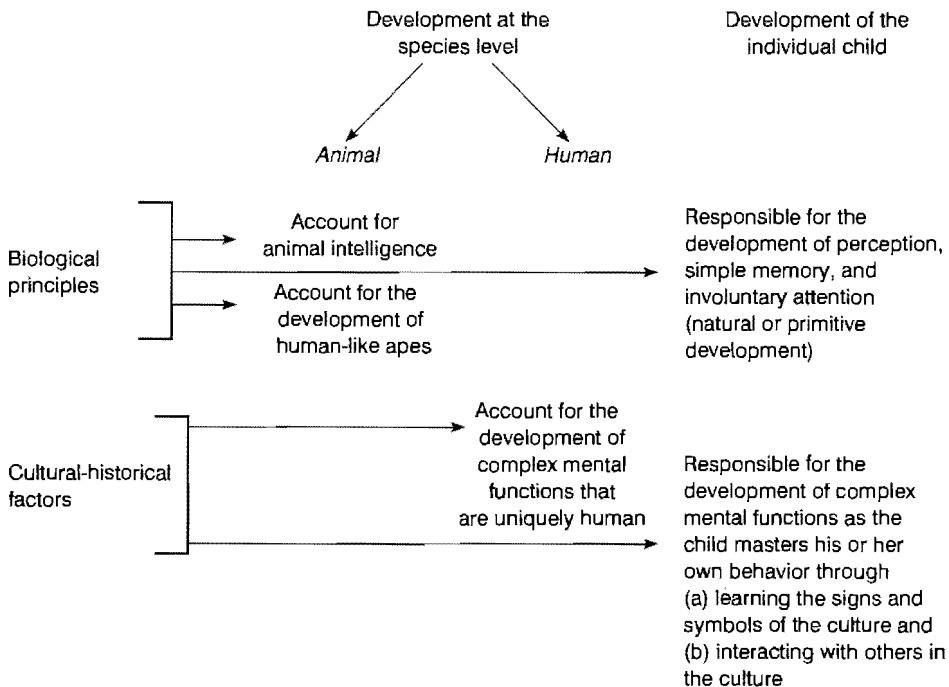 Development at the
species level
Development of the
individual child
Animal
Human
Biological
principles
Account for
animal intelligence
Account for the
development of
human-like apes
Responsible for the
development of perception,
simple memory, and
involuntary attention
(natural or primitive
development)
Cultural-historical
factors
Account for the
development of
complex mental
functions that
are uniquely human
Responsible for the
development of complex
mental functions as the
child masters his or her
own behavior through
(a) learning the signs and
symbols of the culture and
(b) interacting with others in
the culture